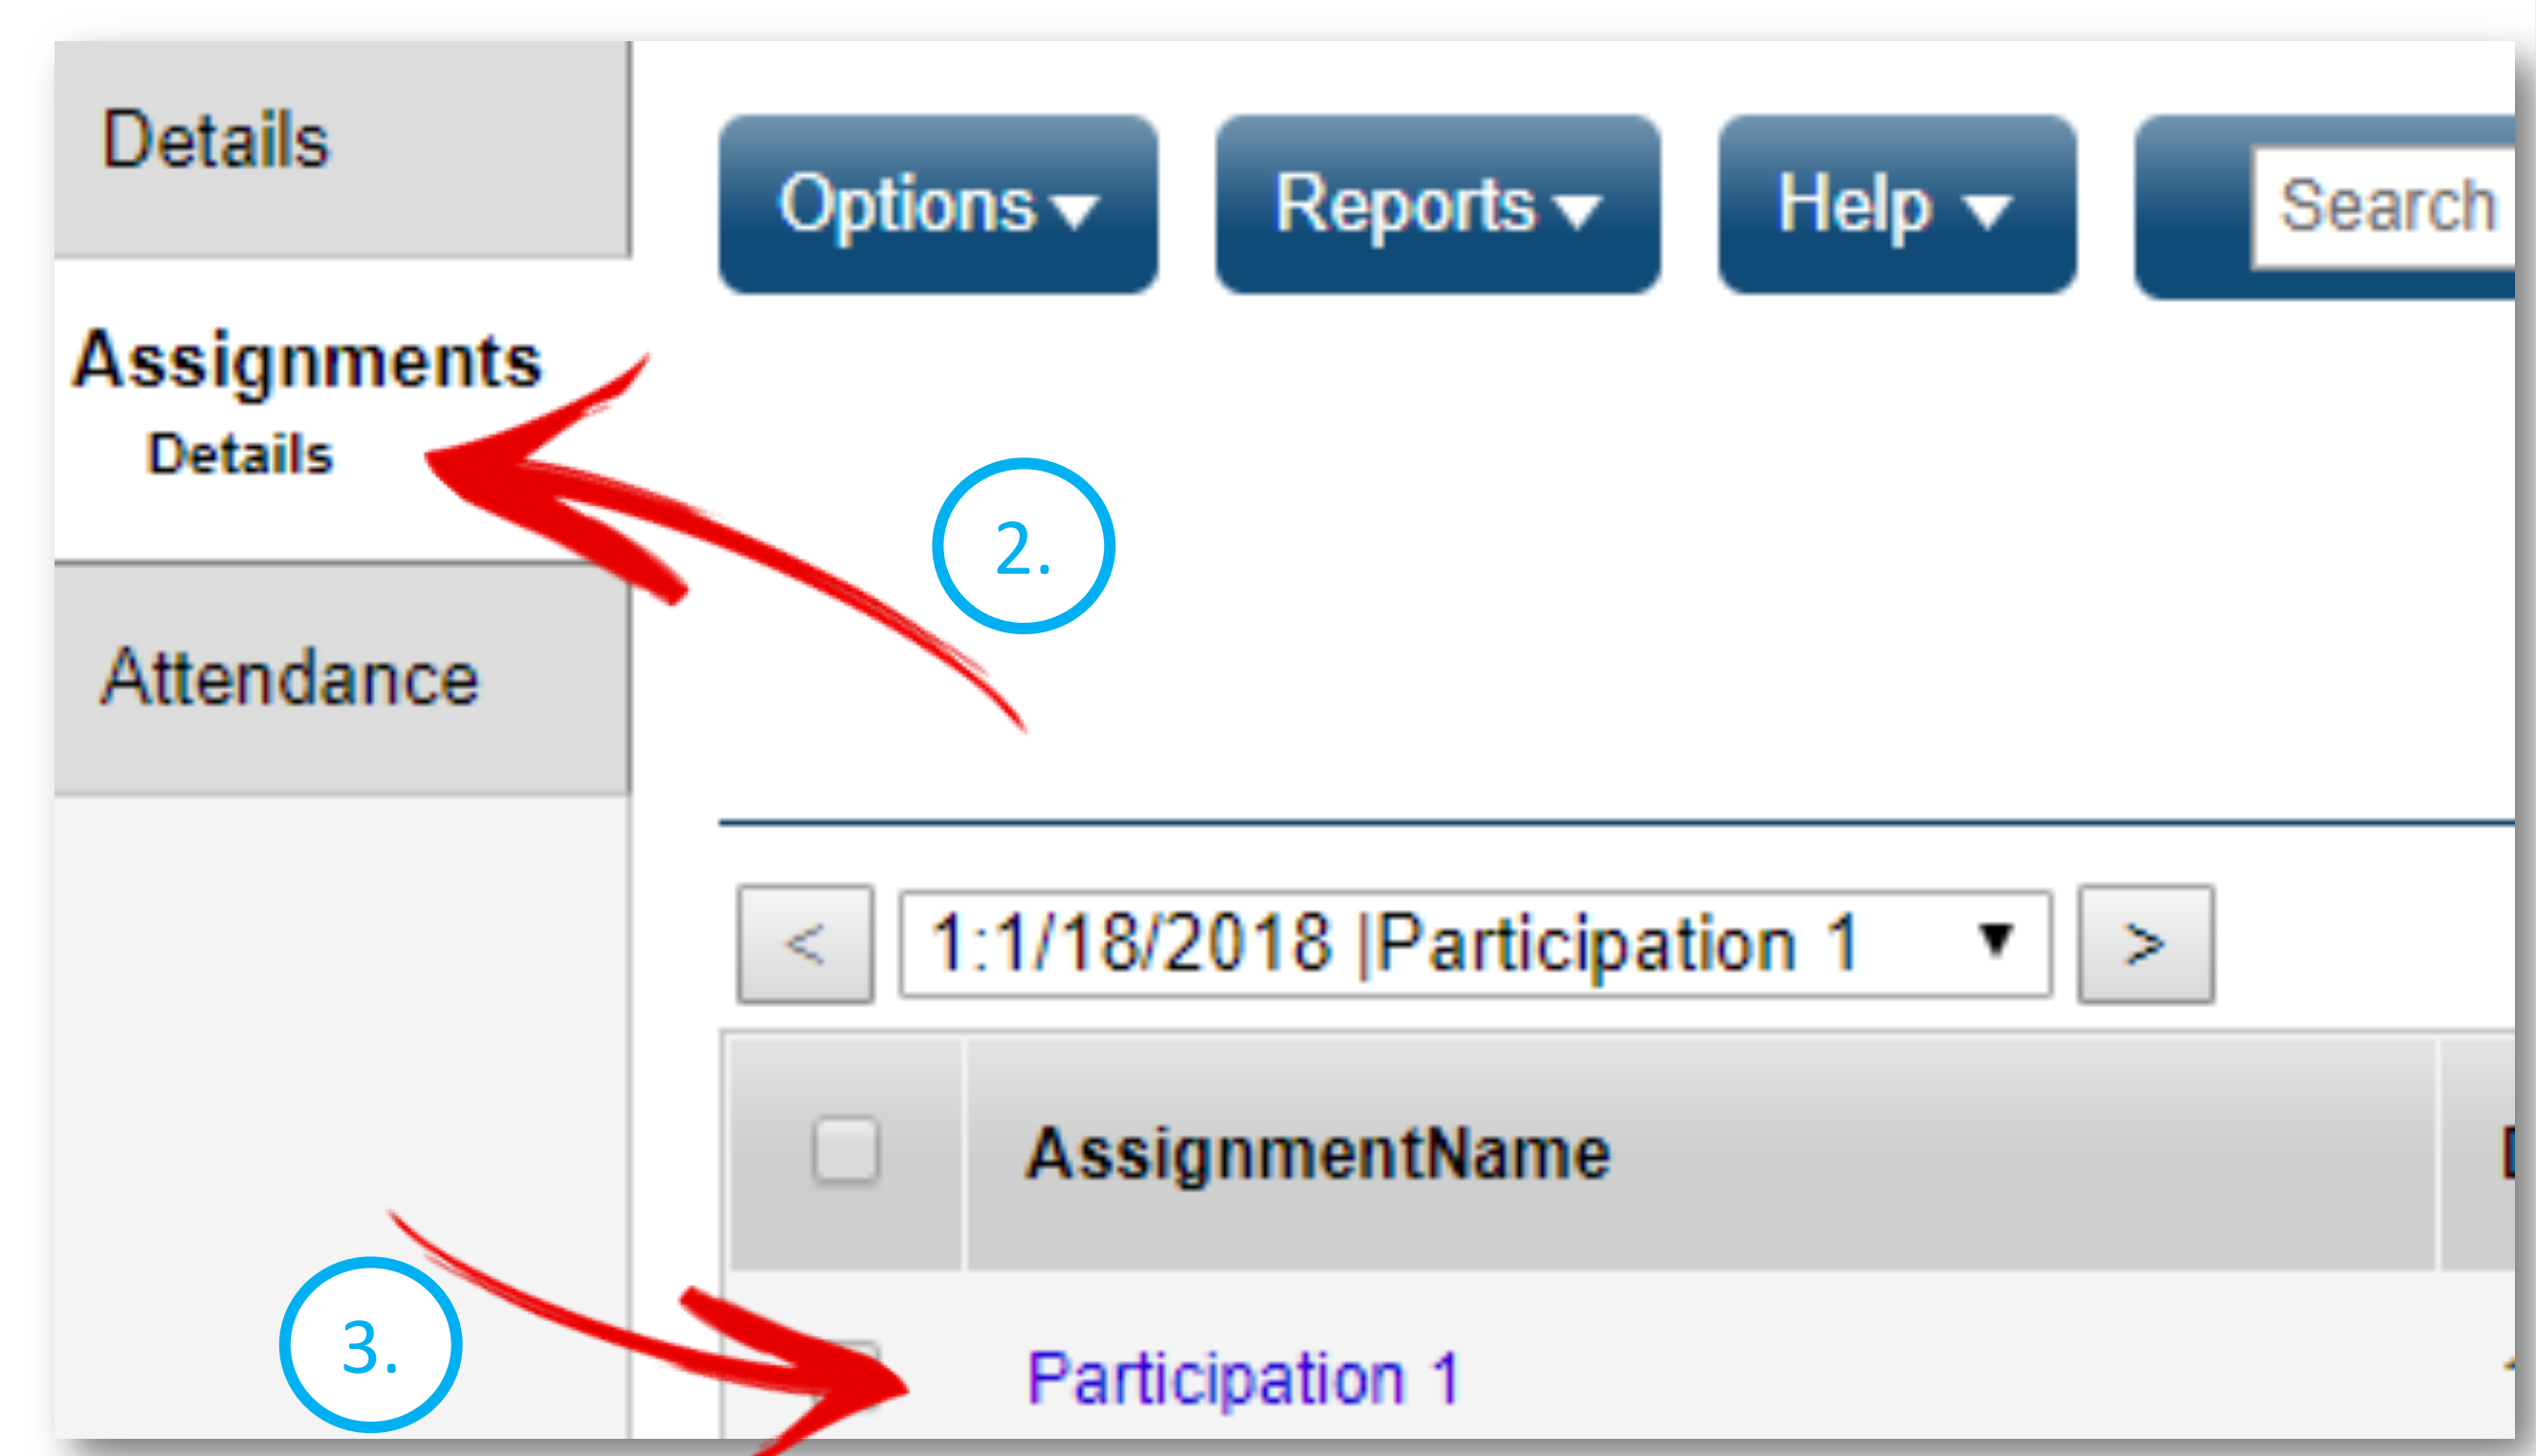 Details
Options Reports Help Search
Assignments
Details
2.
Attendance
< 1:1/18/2018 |Participation 1 >
AssignmentName
3.
Participation 1